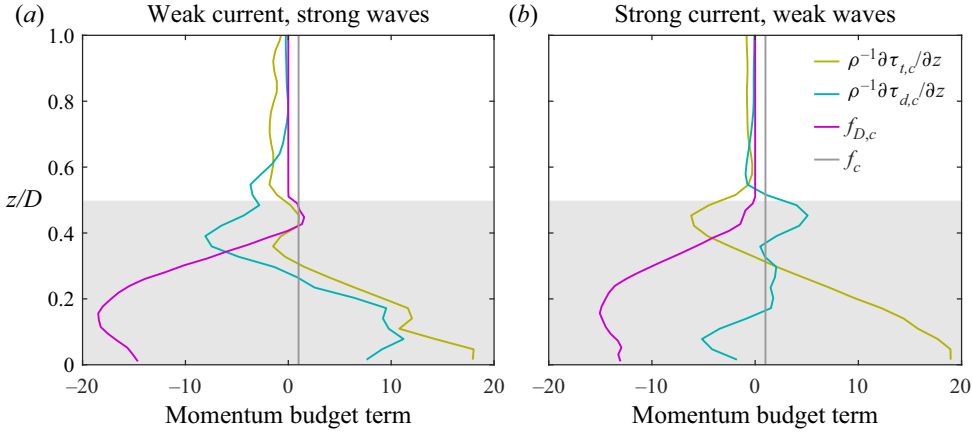 (a) Weak current, strong waves
1.0
0.8
0.6
z/D
0.4
0.2
0
–20 –10 0 10 20
Momentum budget term
(b) Strong current, weak waves
ρ⁻¹∂τt,c/∂z
ρ⁻¹∂τd,c/∂z
fD,c
fc
–20 –10 0 10 20
Momentum budget term